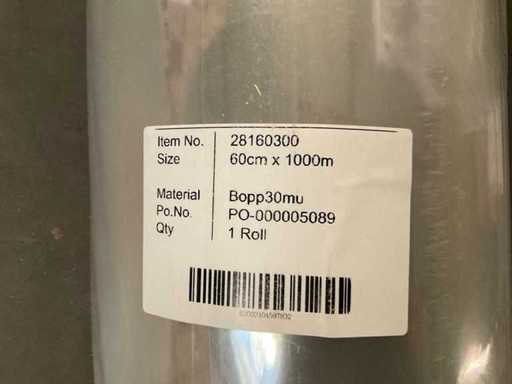 Item No. 28160300
Size 60cm x 1000m
Material Bopp30mu
Po.No. PO-000005089
Qty 1 Roll